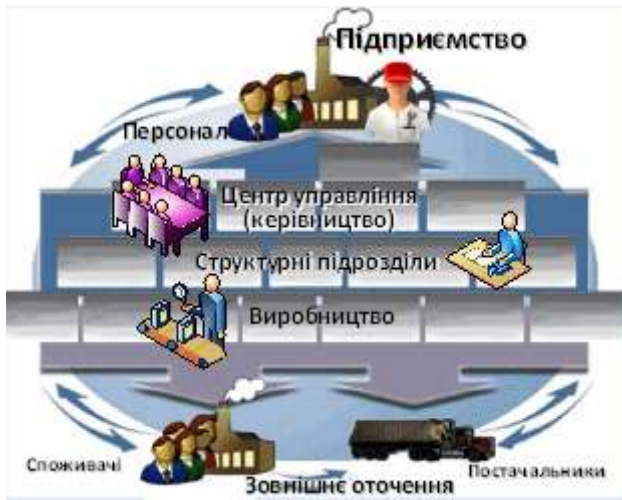 Підприємство
Персонал
Центр управління
(керівництво)
Структурні підрозділи
Виробництво
Споживачі
Постачальники
Зовнішнє оточення